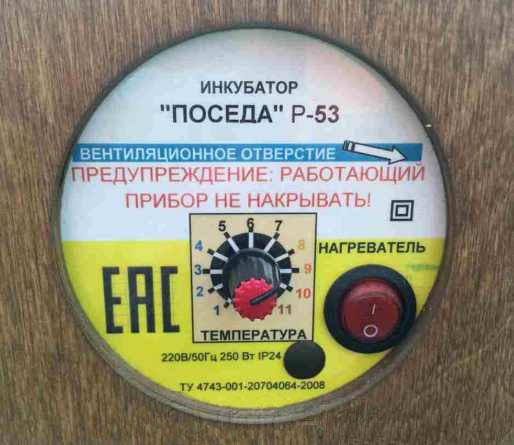 ИНКУБАТОР
"ПОСЕДА" Р-53
ВЕНТИЛЯЦИОННОЕ ОТВЕРСТИЕ
ПРЕДУПРЕЖДЕНИЕ: РАБОТАЮЩИЙ
ПРИБОР НЕ НАКРЫВАТЬ!
1 2 3 4 5 6 7 8 9 10 11
НАГРЕВАТЕЛЬ
I
O
EAC
ТЕМПЕРАТУРА
220В/50Гц 250 Вт IP24
ТУ 4743-001-20704064-2008